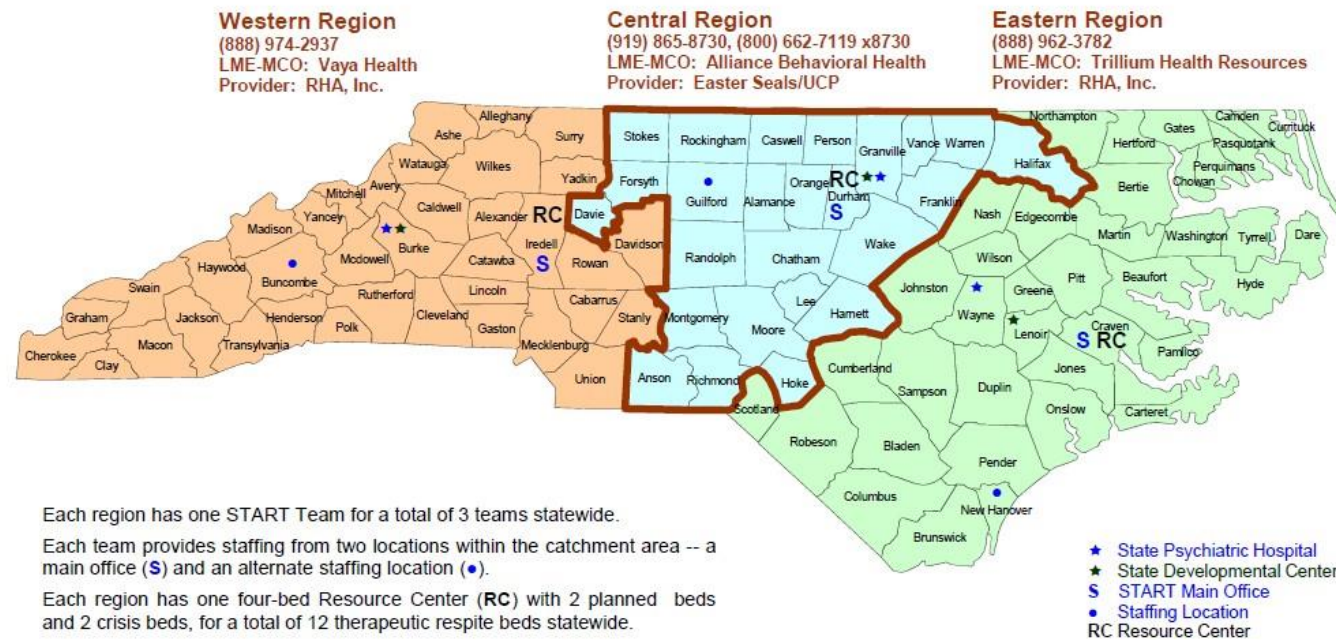 Western Region
(888) 974-2937
LME-MCO: Vaya Health
Provider: RHA, Inc.
Central Region
(919) 865-8730, (800) 662-7119 x8730
LME-MCO: Alliance Behavioral Health
Provider: Easter Seals/UCP
Eastern Region
(888) 962-3782
LME-MCO: Trillium Health Resources
Provider: RHA, Inc.
Alleghany
Ashe
Surry
Watauga
Wilkes
Yadkin
Mitchell
Avery
Caldwell
Alexander
RC
Davie
Iredell
S
Davidson
Yancey
Madison
Burke
Mcdowell
Catawba
Rowan
Haywood
Buncombe
Swain
Rutherford
Lincoln
Cabarrus
Graham
Jackson
Henderson
Polk
Cleveland
Gaston
Stanly
Cherokee
Clay
Macon
Transylvania
Mecklenburg
Union
Stokes
Rockingham
Caswell
Person
Granville
Vance
Warren
Halifax
Forsyth
Guilford
Alamance
Orange
RC
Durham
S
Franklin
Wake
Randolph
Chatham
Lee
Harnett
Montgomery
Moore
Anson
Richmond
Hoke
Northampton
Gates
Camden
Currituck
Hertford
Pasquotank
Perquimans
Chowan
Bertie
Nash
Edgecombe
Martin
Washington
Tyrrell
Dare
Wilson
Pitt
Beaufort
Hyde
Johnston
Greene
Wayne
Lenoir
Craven
S RC
Pamlico
Jones
Cumberland
Sampson
Duplin
Onslow
Carteret
Scotland
Robeson
Bladen
Pender
Columbus
New Hanover
Brunswick
Each region has one START Team for a total of 3 teams statewide.
Each team provides staffing from two locations within the catchment area -- a
main office (S) and an alternate staffing location (●).
Each region has one four-bed Resource Center (RC) with 2 planned beds
and 2 crisis beds, for a total of 12 therapeutic respite beds statewide.
★ State Psychiatric Hospital
★ State Developmental Center
S START Main Office
● Staffing Location
RC Resource Center